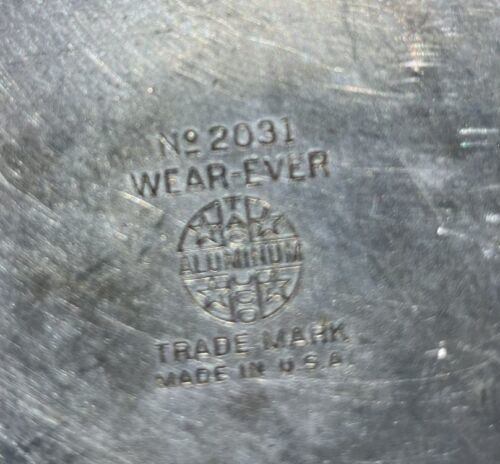 Nº 2031
WEAR-EVER
ALUMINUM
TRADE MARK
MADE IN U.S.A.